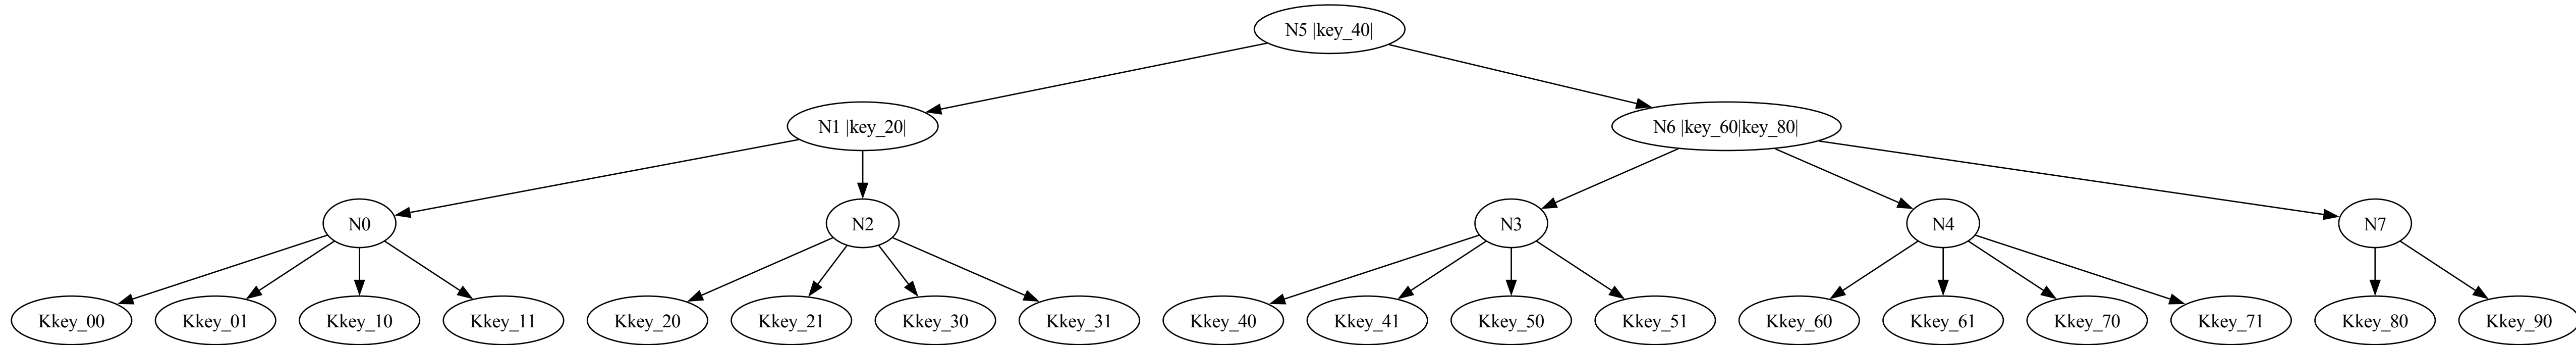 N5 |key_40|
N1 |key_20|
N6 |key_60|key_80|
N0
N2
N3
N4
N7
Kkey_00
Kkey_01
Kkey_10
Kkey_11
Kkey_20
Kkey_21
Kkey_30
Kkey_31
Kkey_40
Kkey_41
Kkey_50
Kkey_51
Kkey_60
Kkey_61
Kkey_70
Kkey_71
Kkey_80
Kkey_90